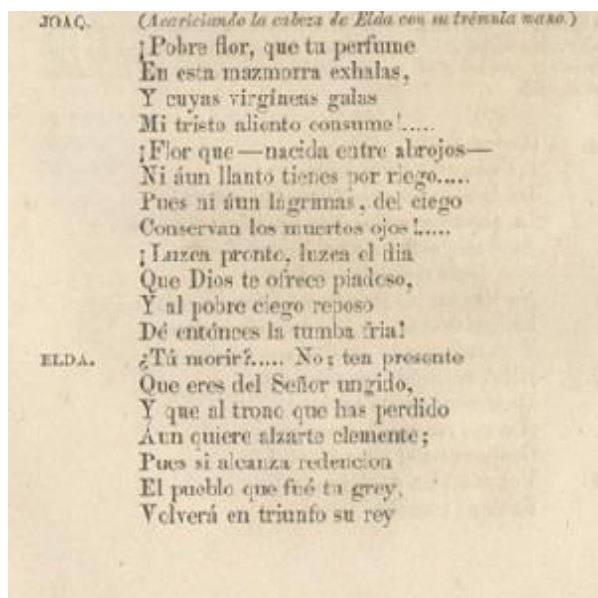 JOAQ. (Acariciando la cabeza de Elda con su trémula mano.)
¡Pobre flor, que tu perfume
En esta mazmorra exhalas,
Y cuyas virgíneas galas
Mi triste aliento consume!.....
¡Flor que—nacida entre abrojos—
Ni áun llanto tienes por riego.....
Pues ni áun lágrimas, del ciego
Conservan los muertos ojos!.....
¡Luzca pronto, luzca el dia
Que Dios te ofrece piadoso,
Y al pobre ciego reposo
Dé entónces la tumba fria!
ELDA. ¿Tú morir?..... No; ten presente
Que eres del Señor ungido,
Y que al trono que has perdido
Áun quiere alzarte clemente;
Pues si alcanza redencion
El pueblo que fué tu grey,
Volverá en triunfo su rey